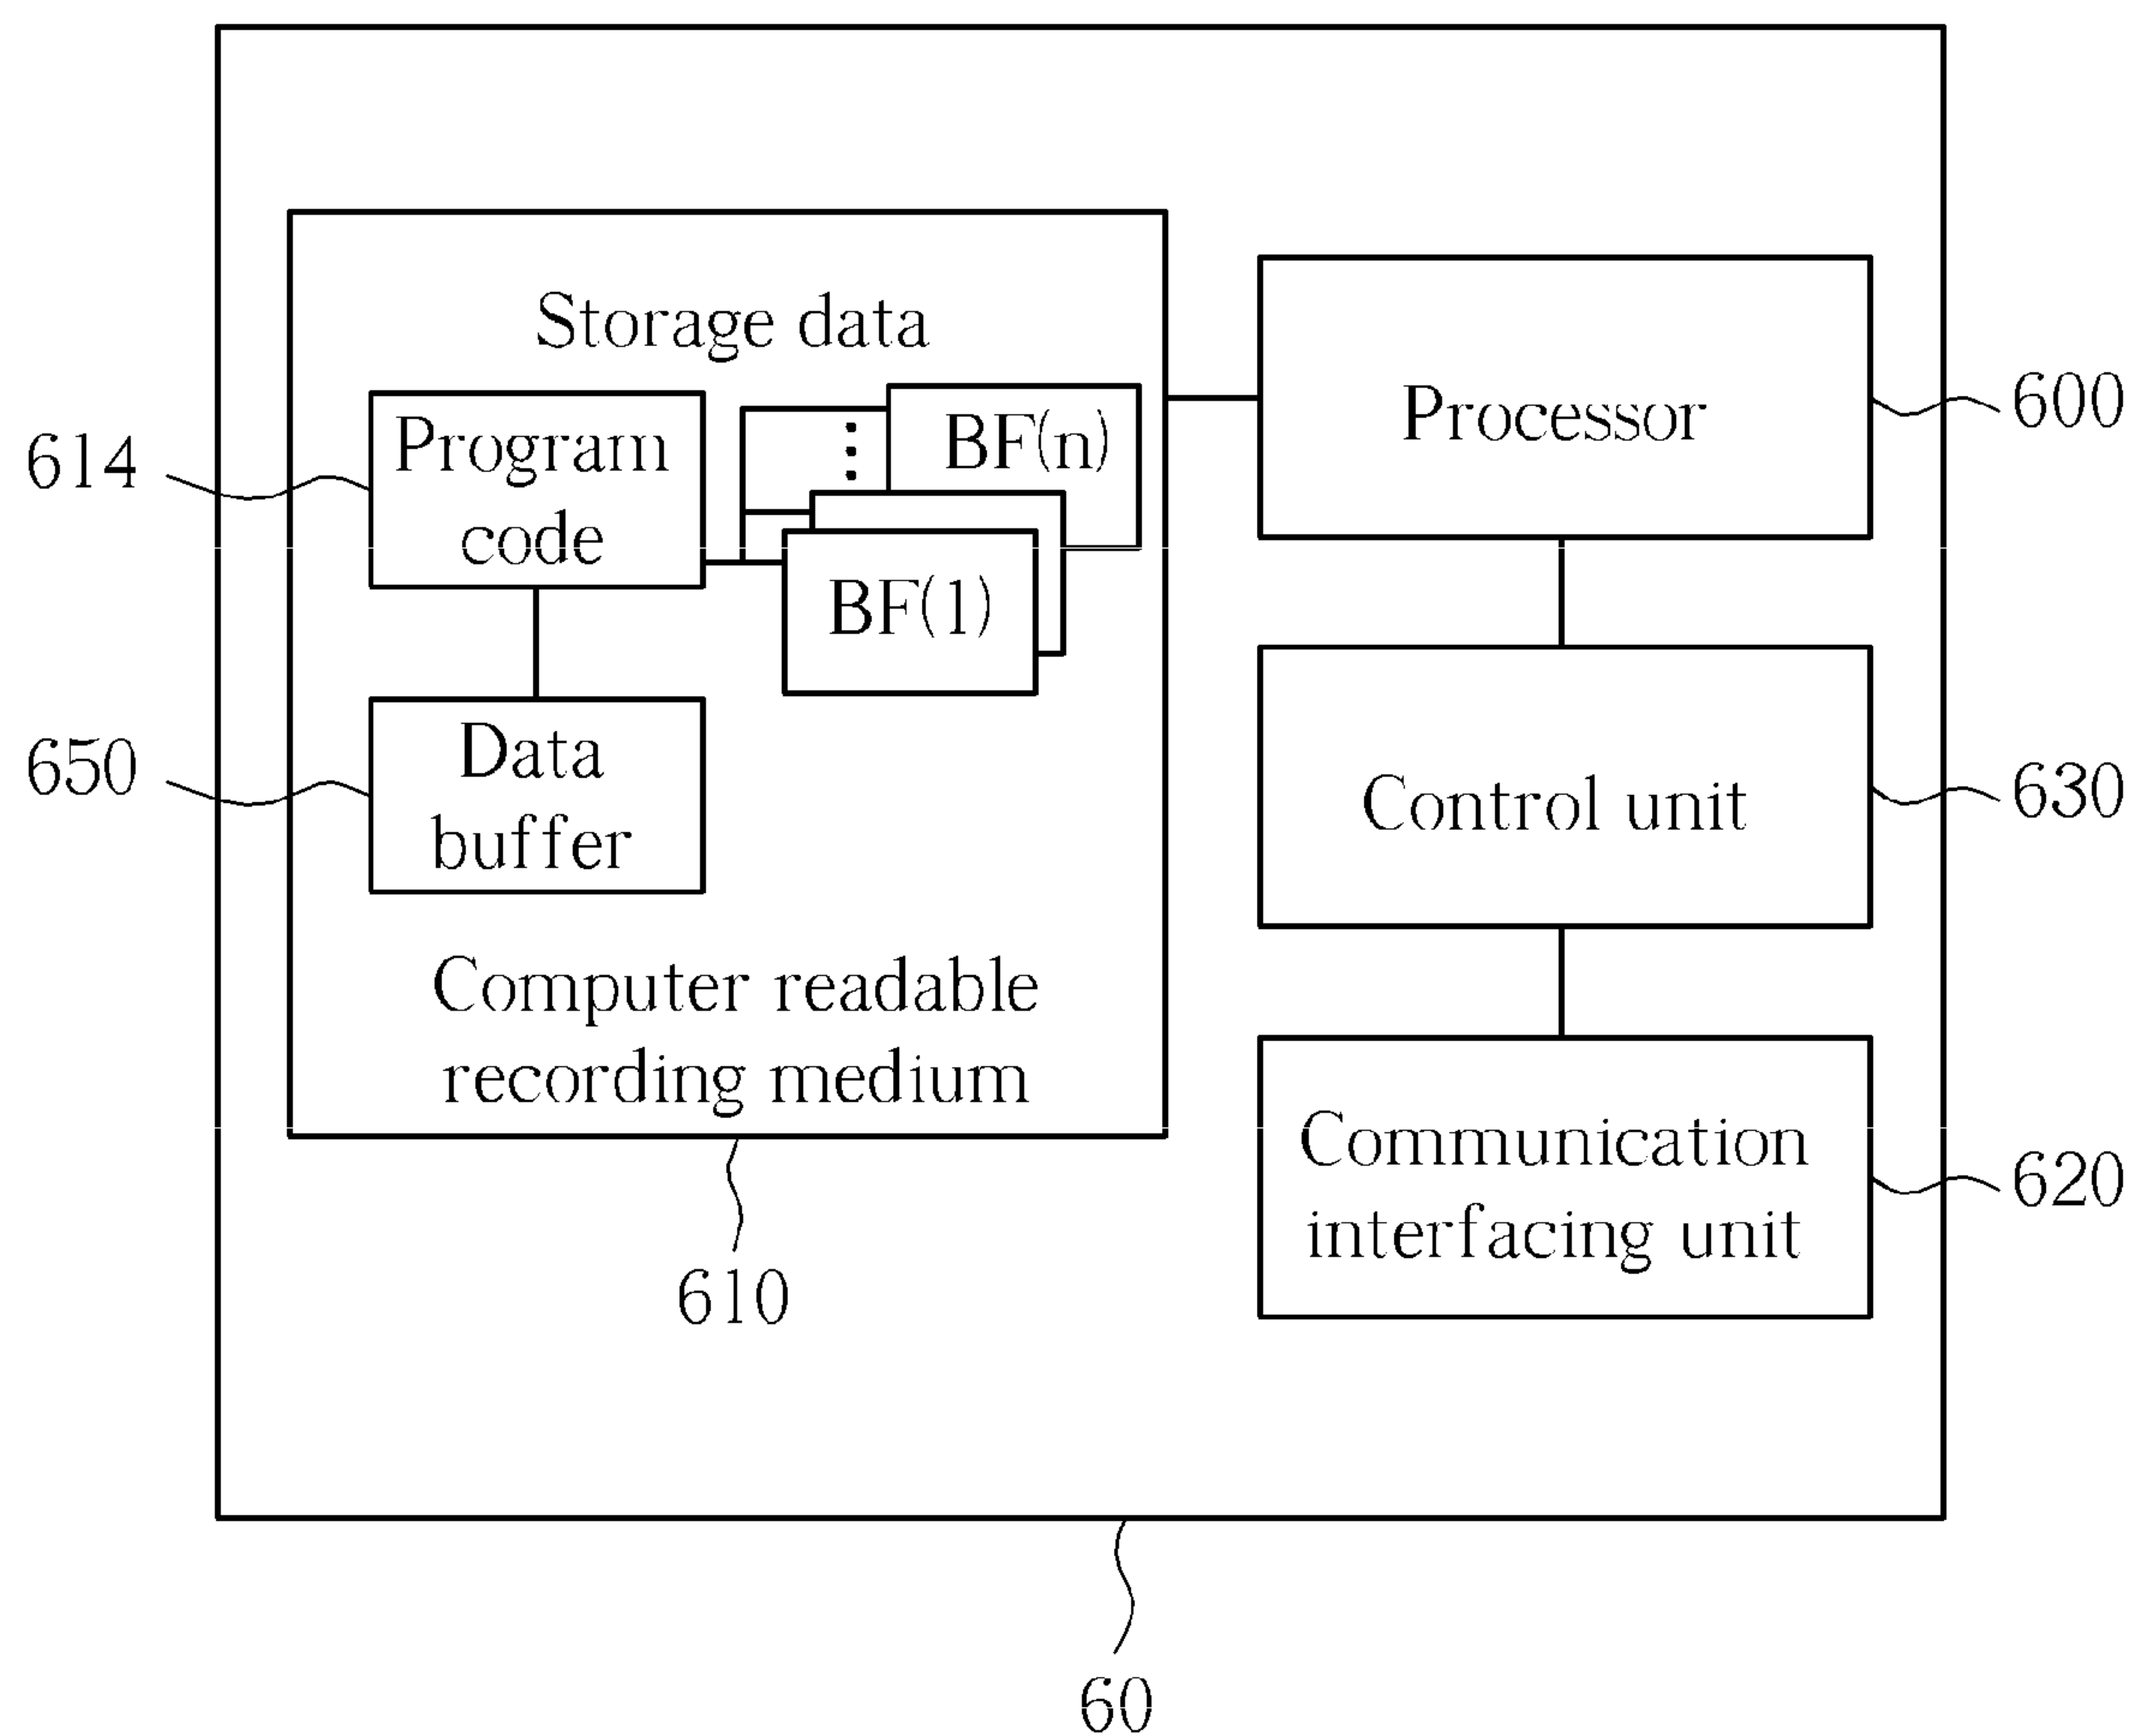 Storage data
Program
code
BF(n)
BF(1)
Data
buffer
Computer readable
recording medium
Processor
Control unit
Communication
interfacing unit
614
650
610
600
630
620
60